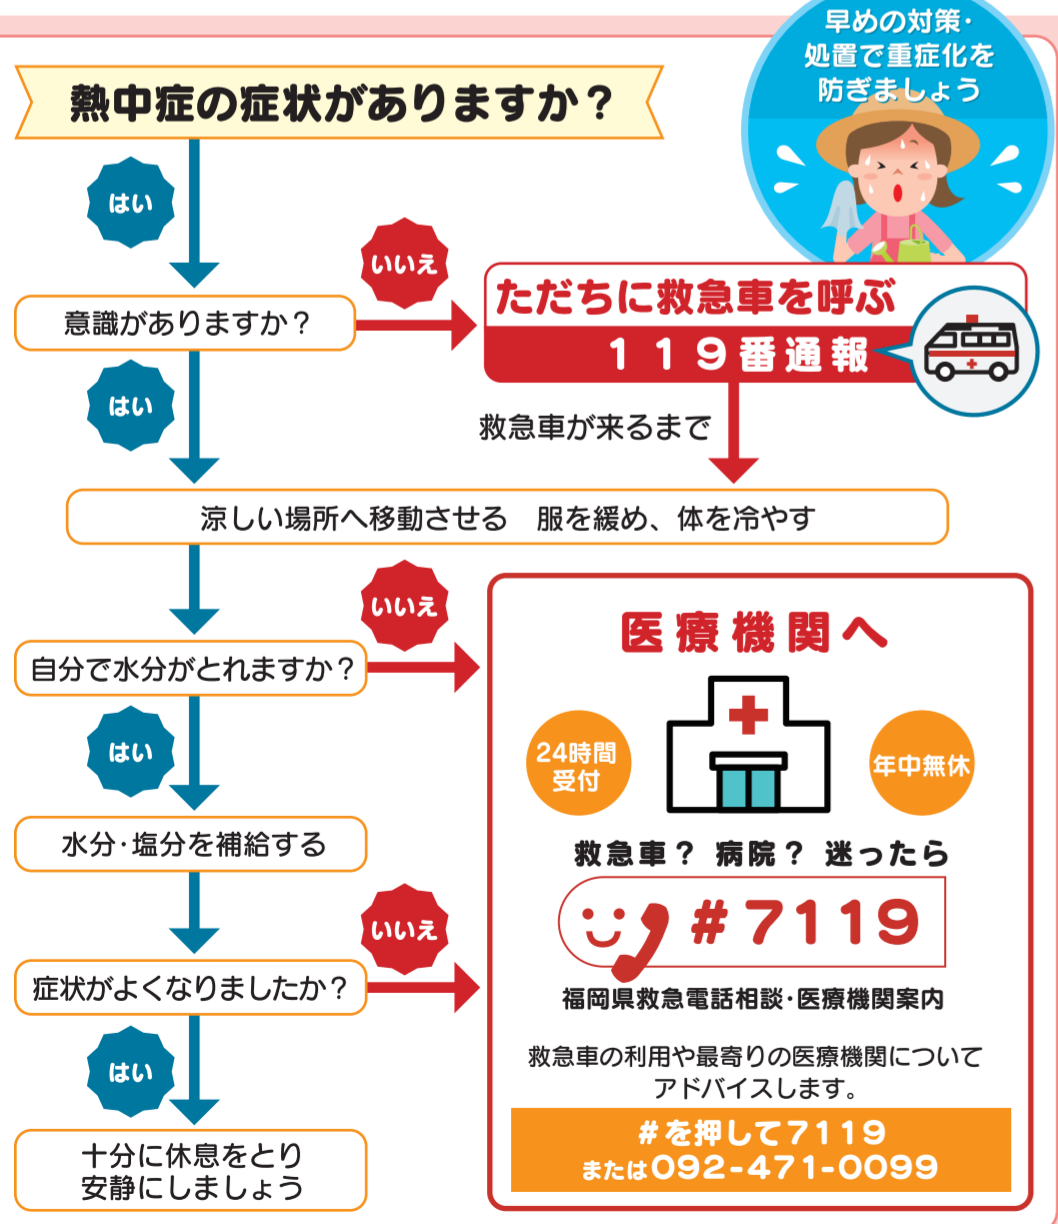 早めの対策・
処置で重症化を
防ぎましょう
熱中症の症状がありますか？
はい
いいえ
意識がありますか？
ただちに救急車を呼ぶ
１１９番通報
はい
救急車が来るまで
涼しい場所へ移動させる　服を緩め、体を冷やす
いいえ
自分で水分がとれますか？
はい
水分・塩分を補給する
いいえ
症状がよくなりましたか？
はい
十分に休息をとり
安静にしましょう
医療機関へ
24時間
受付
年中無休
救急車？ 病院？ 迷ったら
＃7119
福岡県救急電話相談・医療機関案内
救急車の利用や最寄りの医療機関について
アドバイスします。
＃を押して7119
または092-471-0099